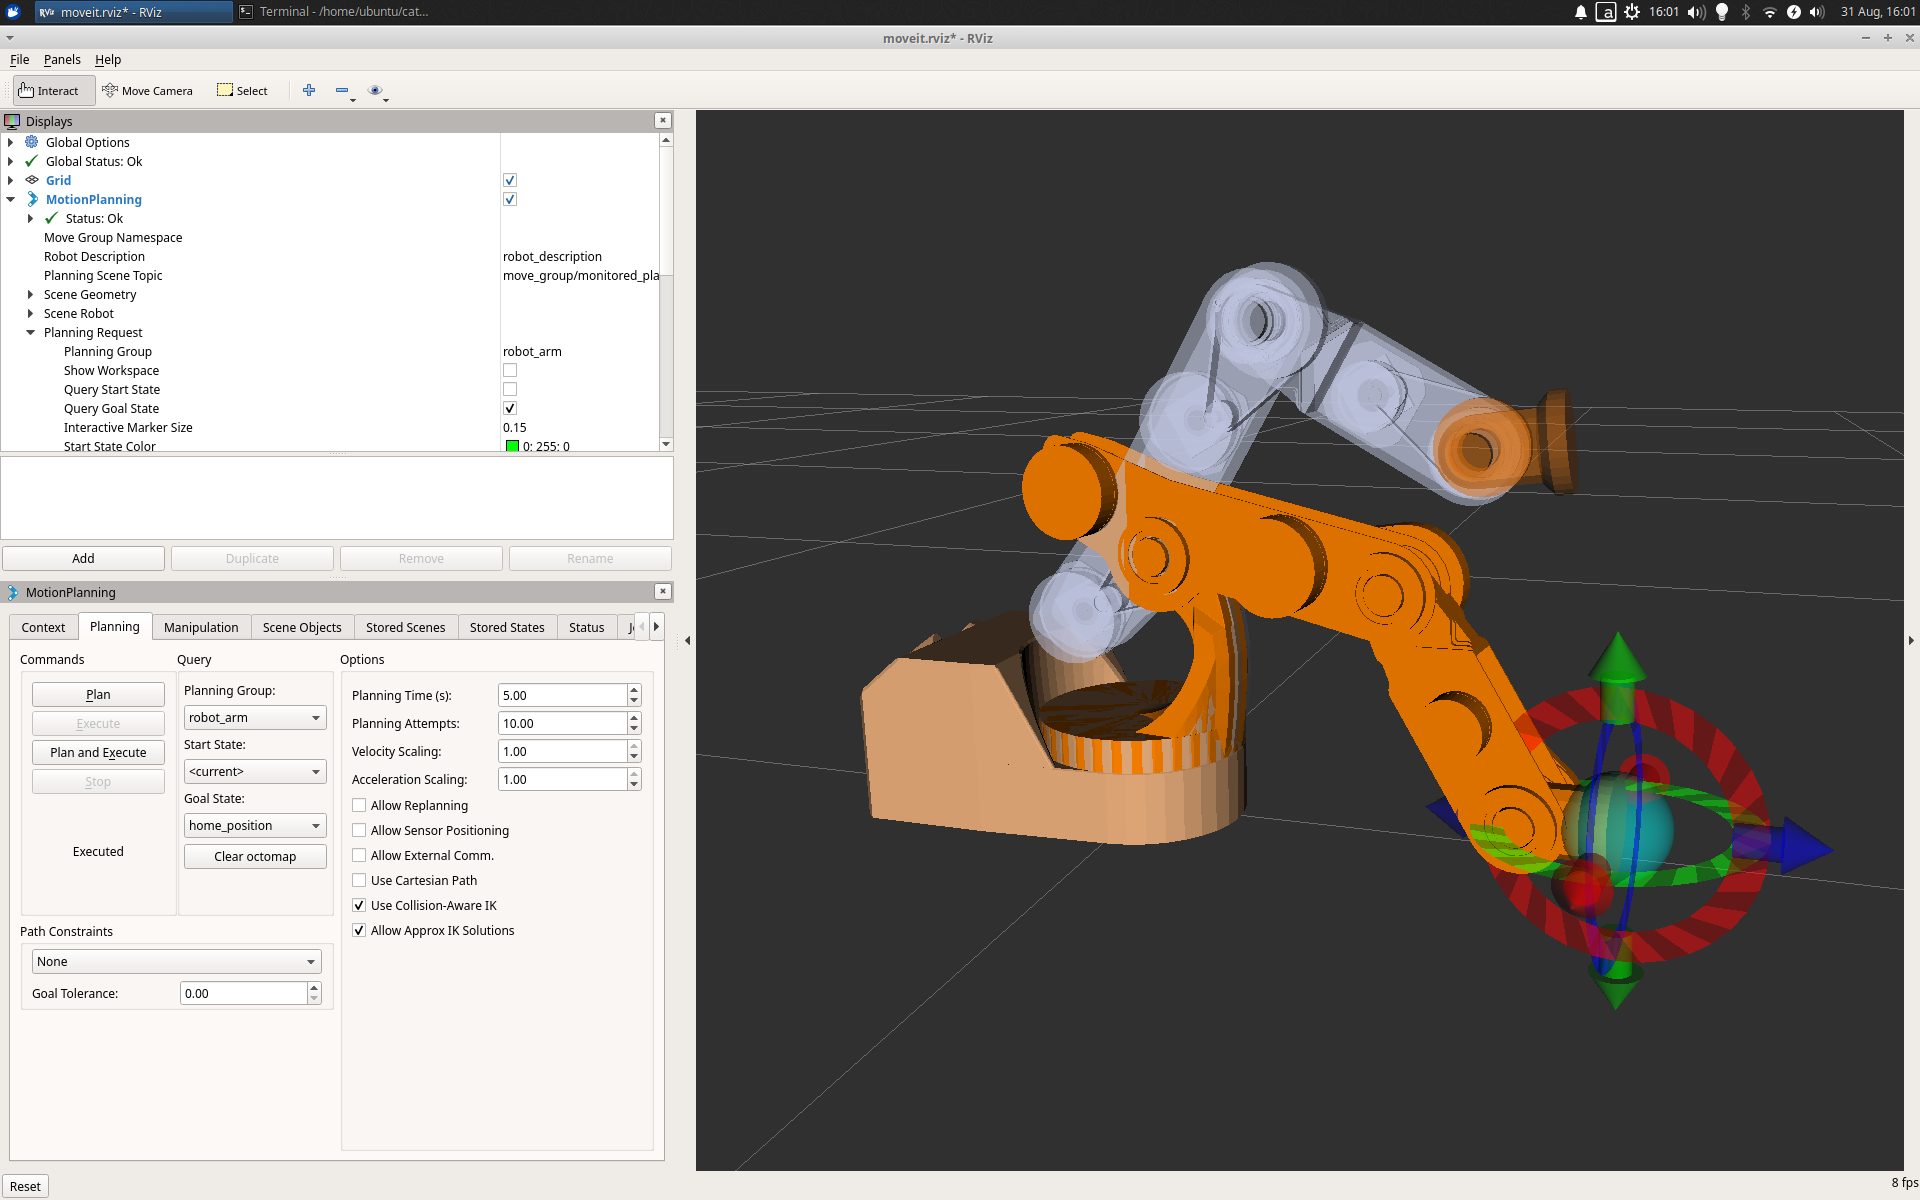 moveit.rviz* - RViz
Terminal - /home/ubuntu/cat...
a
16:01
31 Aug, 16:01
moveit.rviz* - RViz
File Panels Help
Interact Move Camera Select
Displays
Global Options
Global Status: Ok
Grid
MotionPlanning
Status: Ok
Move Group Namespace
Robot Description robot_description
Planning Scene Topic move_group/monitored_pla
Scene Geometry
Scene Robot
Planning Request
Planning Group robot_arm
Show Workspace
Query Start State
Query Goal State
Interactive Marker Size 0.15
Start State Color 0; 255; 0
Add Duplicate Remove Rename
MotionPlanning
Context Planning Manipulation Scene Objects Stored Scenes Stored States Status
Commands Query Options
Plan
Execute
Plan and Execute
Stop
Executed
Planning Group:
robot_arm
Start State:
<current>
Goal State:
home_position
Clear octomap
Planning Time (s): 5.00
Planning Attempts: 10.00
Velocity Scaling: 1.00
Acceleration Scaling: 1.00
Allow Replanning
Allow Sensor Positioning
Allow External Comm.
Use Cartesian Path
Use Collision-Aware IK
Allow Approx IK Solutions
Path Constraints
None
Goal Tolerance: 0.00
Reset
8 fps